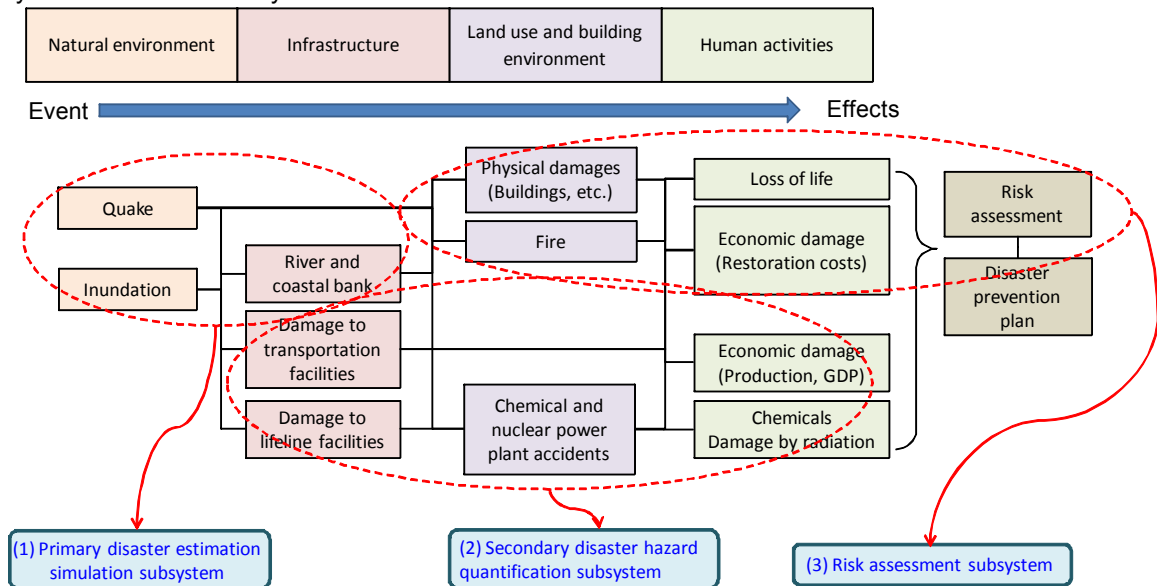 Natural environment
Infrastructure
Land use and building
environment
Human activities
Event
Effects
Physical damages
(Buildings, etc.)
Loss of life
Risk
assessment
Quake
Fire
Economic damage
(Restoration costs)
River and
coastal bank
Inundation
Disaster
prevention
plan
Damage to
transportation
facilities
Economic damage
(Production, GDP)
Damage to
lifeline facilities
Chemical and
nuclear power
plant accidents
Chemicals
Damage by radiation
(1) Primary disaster estimation
simulation subsystem
(2) Secondary disaster hazard
quantification subsystem
(3) Risk assessment subsystem